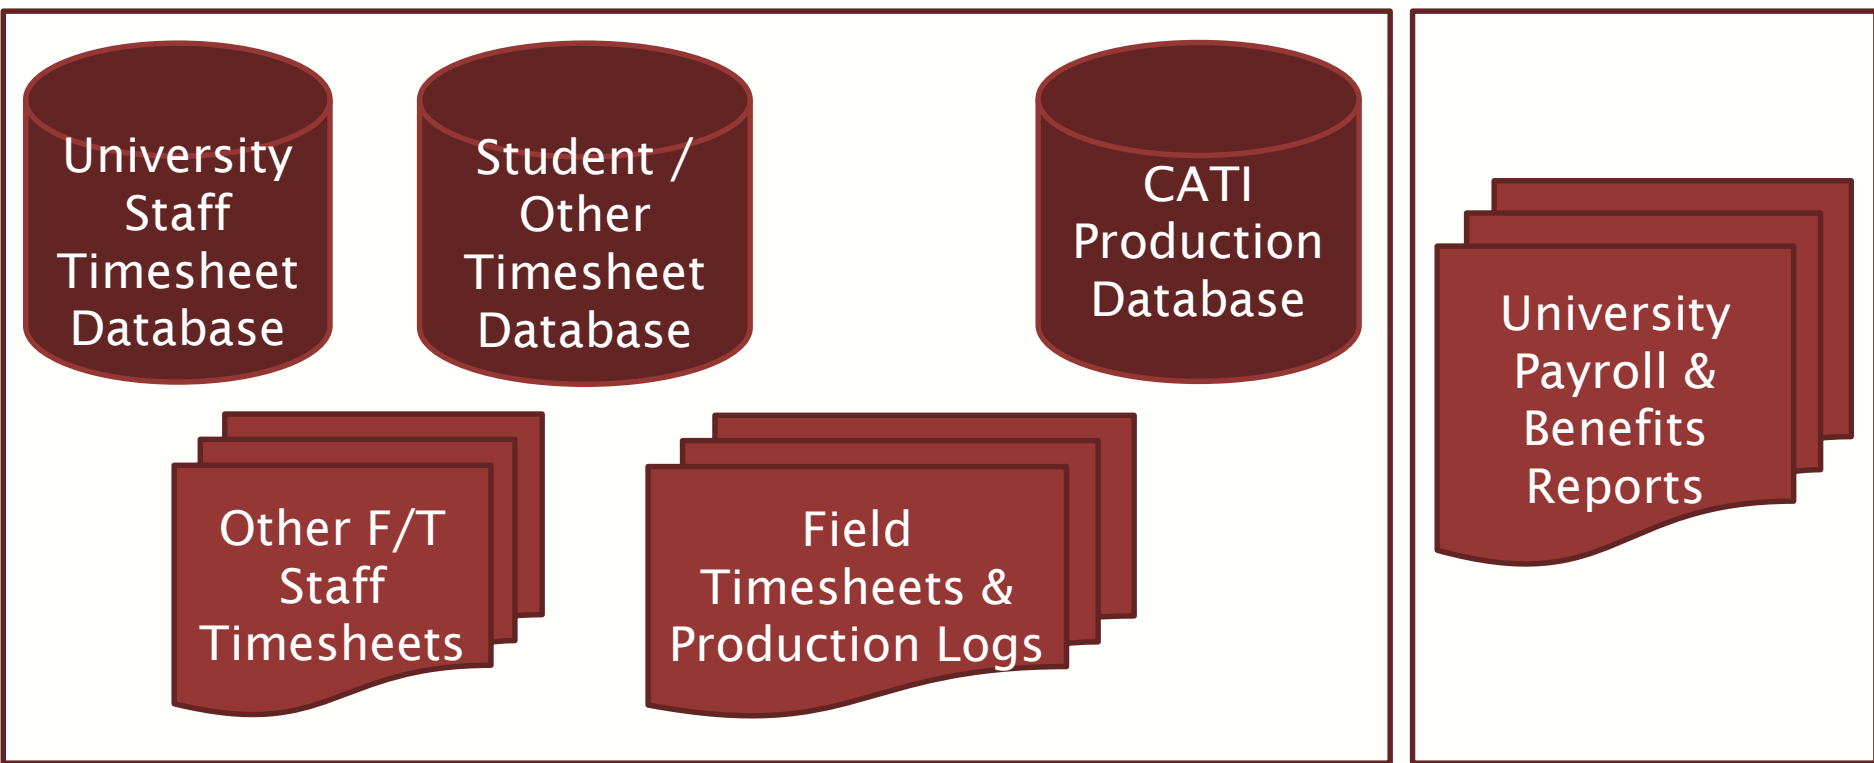 University
Staff
Timesheet
Database
Student /
Other
Timesheet
Database
CATI
Production
Database
Other F/T
Staff
Timesheets
Field
Timesheets &
Production Logs
University
Payroll &
Benefits
Reports